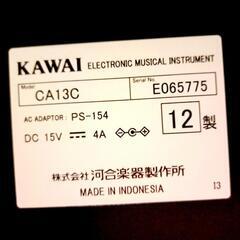 KAWAI ELECTRONIC MUSICAL INSTRUMENT
Model CA13C
Serial No. E065775
AC ADAPTOR : PS-154
DC 15V 4A
12 製
株式会社 河合楽器製作所
MADE IN INDONESIA
13